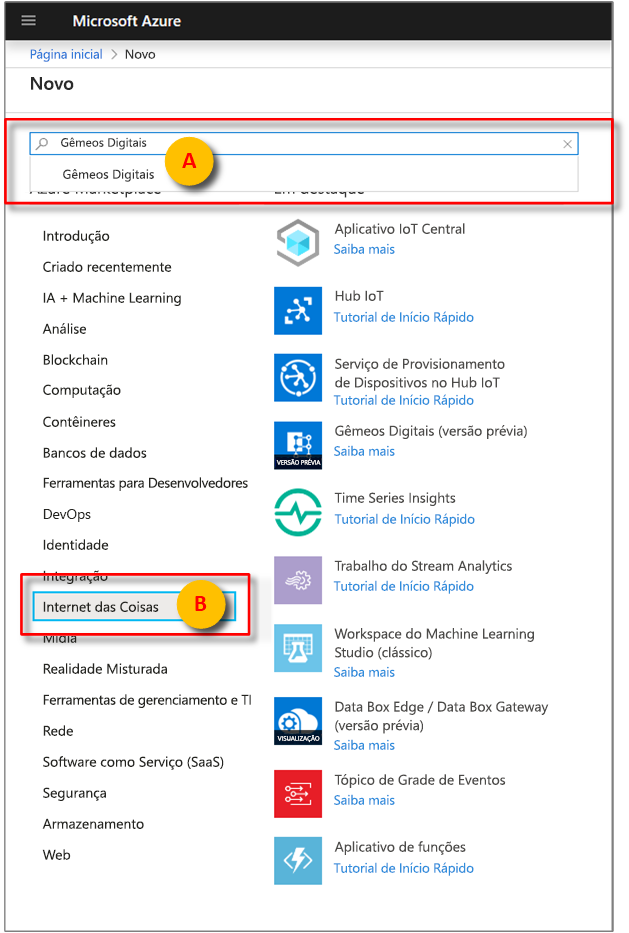 Microsoft Azure
Página inicial > Novo
Novo
Gêmeos Digitais
A
Gêmeos Digitais
Azure Marketplace
Em destaque
Introdução
Criado recentemente
IA + Machine Learning
Análise
Blockchain
Computação
Contêineres
Bancos de dados
Ferramentas para Desenvolvedores
DevOps
Identidade
Integração
Internet das Coisas
B
Mídia
Realidade Misturada
Ferramentas de gerenciamento e TI
Rede
Software como Serviço (SaaS)
Segurança
Armazenamento
Web
Aplicativo IoT Central
Saiba mais
Hub IoT
Tutorial de Início Rápido
Serviço de Provisionamento
de Dispositivos no Hub IoT
Tutorial de Início Rápido
VERSÃO PRÉVIA
Gêmeos Digitais (versão prévia)
Saiba mais
Time Series Insights
Tutorial de Início Rápido
Trabalho do Stream Analytics
Tutorial de Início Rápido
Workspace do Machine Learning
Studio (clássico)
Saiba mais
VISUALIZAÇÃO
Data Box Edge / Data Box Gateway
(versão prévia)
Saiba mais
Tópico de Grade de Eventos
Saiba mais
Aplicativo de funções
Tutorial de Início Rápido